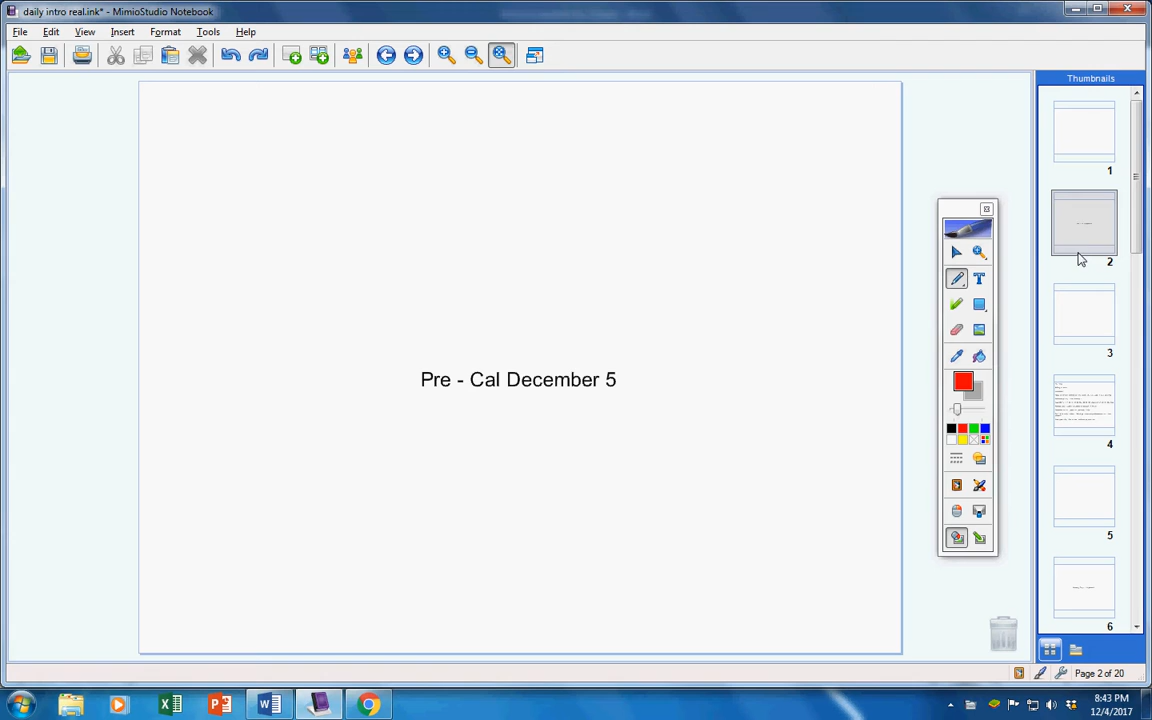 daily intro real.ink* - MimioStudio Notebook
File Edit View Insert Format Tools Help
Thumbnails
1
2
3
4
5
6
Pre - Cal December 5
T
Page 2 of 20
8:43 PM
12/4/2017